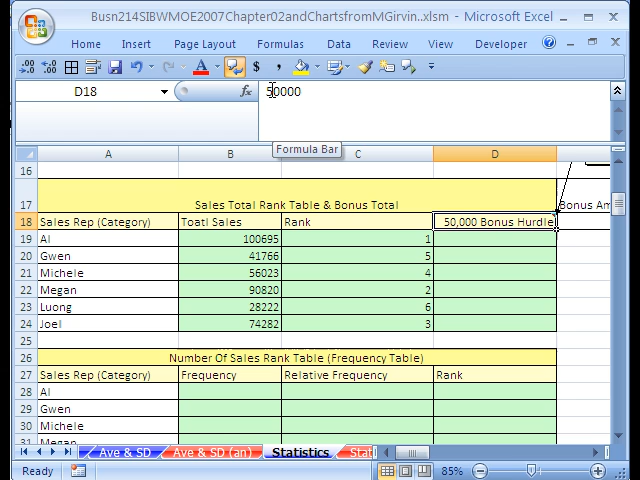 Busn214SIBWMOE2007Chapter02andChartsfromMGirvin..xlsm - Microsoft Excel
Home Insert Page Layout Formulas Data Review View Developer
D18 fx 50000
Formula Bar
A B C D
16
17 Sales Total Rank Table & Bonus Total Bonus Am
18 Sales Rep (Category) Toatl Sales Rank 50,000 Bonus Hurdle
19 Al 100695 1
20 Gwen 41766 5
21 Michele 56023 4
22 Megan 90820 2
23 Luong 28222 6
24 Joel 74282 3
25
26 Number Of Sales Rank Table (Frequency Table)
27 Sales Rep (Category) Frequency Relative Frequency Rank
28 Al
29 Gwen
30 Michele
31 Megan
Ave & SD Ave & SD (an) Statistics Stati
Ready 85%